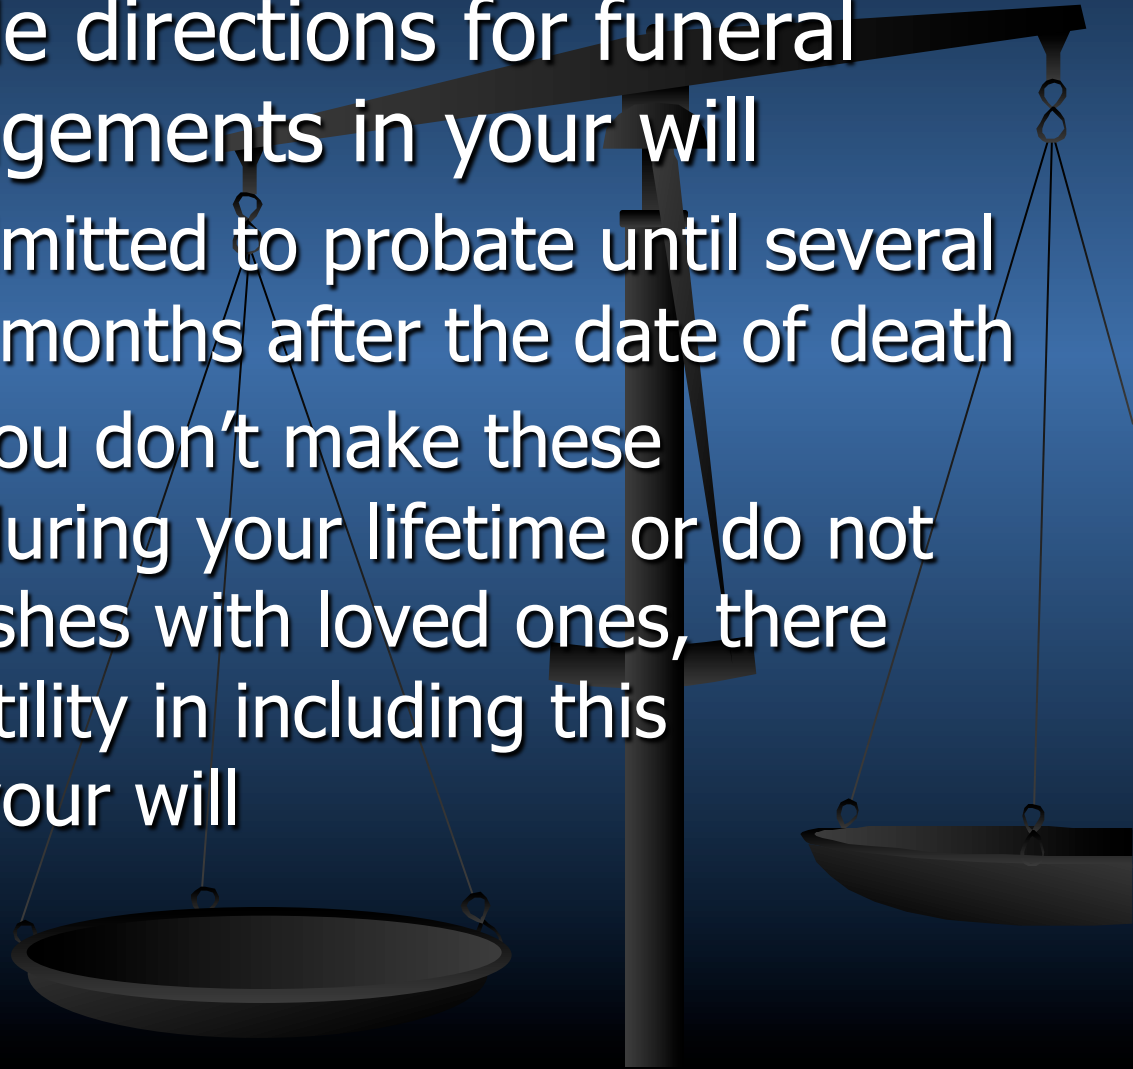 le directions for funeral
gements in your will
mitted to probate until several
months after the date of death
ou don’t make these
uring your lifetime or do not
shes with loved ones, there
tility in including this
our will